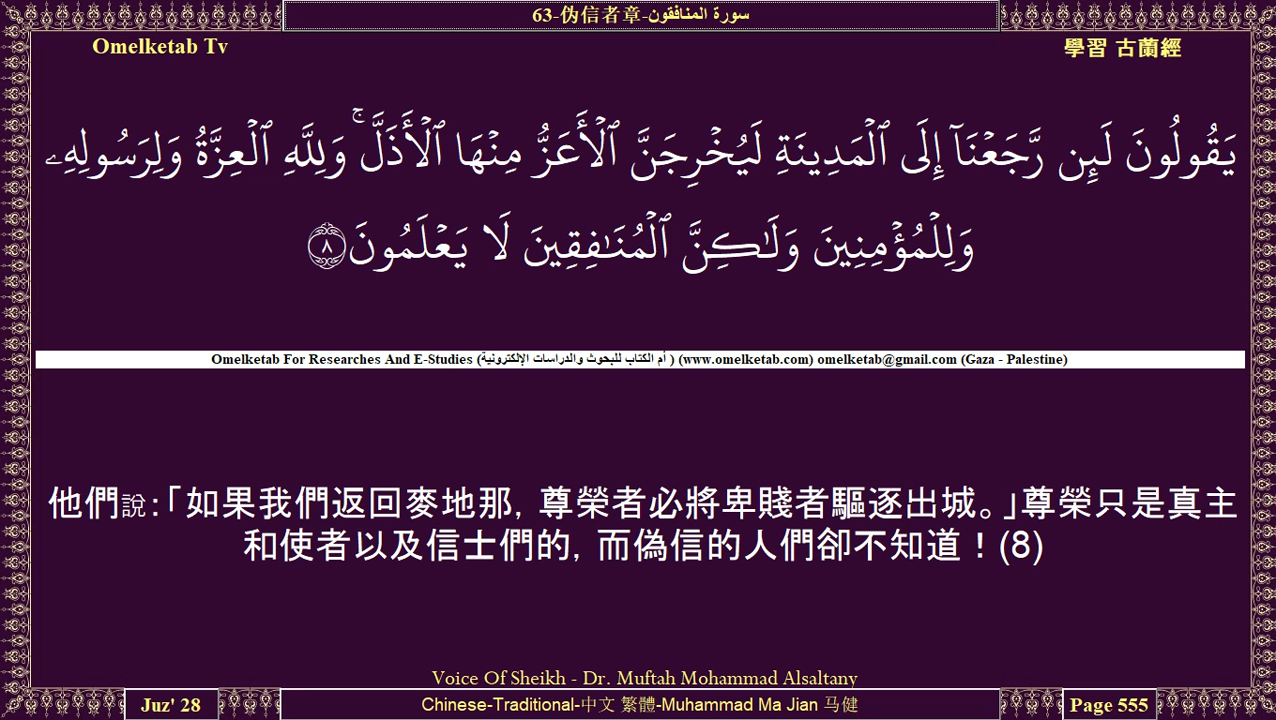 63-伪信者章-سورة المنافقون
Omelketab Tv
學習 古蘭經
يَقُولُونَ لَئِن رَّجَعْنَآ إِلَى ٱلْمَدِينَةِ لَيُخْرِجَنَّ ٱلْأَعَزُّ مِنْهَا ٱلْأَذَلَّ ۚ وَلِلَّهِ ٱلْعِزَّةُ وَلِرَسُولِهِۦ
وَلِلْمُؤْمِنِينَ وَلَـٰكِنَّ ٱلْمُنَـٰفِقِينَ لَا يَعْلَمُونَ ﴿٨﴾
Omelketab For Researches And E-Studies (أم الكتاب للبحوث والدراسات الإلكترونية ) (www.omelketab.com) omelketab@gmail.com (Gaza - Palestine)
他們說:「如果我們返回麥地那, 尊榮者必將卑賤者驅逐出城。」尊榮只是真主
和使者以及信士們的, 而偽信的人們卻不知道！(8)
Voice Of Sheikh - Dr. Muftah Mohammad Alsaltany
Juz' 28
Chinese-Traditional-中文 繁體-Muhammad Ma Jian 马健
Page 555